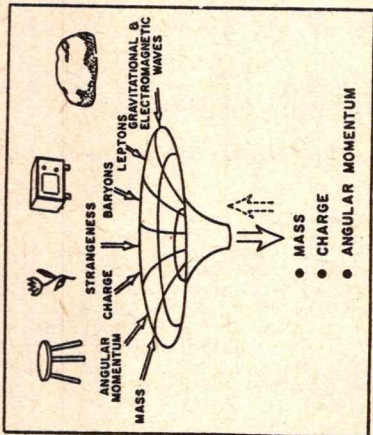 ANGULAR
MOMENTUM
MASS
CHARGE
STRANGENESS
BARYONS
LEPTONS
GRAVITATIONAL &
ELECTROMAGNETIC
WAVES
• MASS
• CHARGE
• ANGULAR MOMENTUM